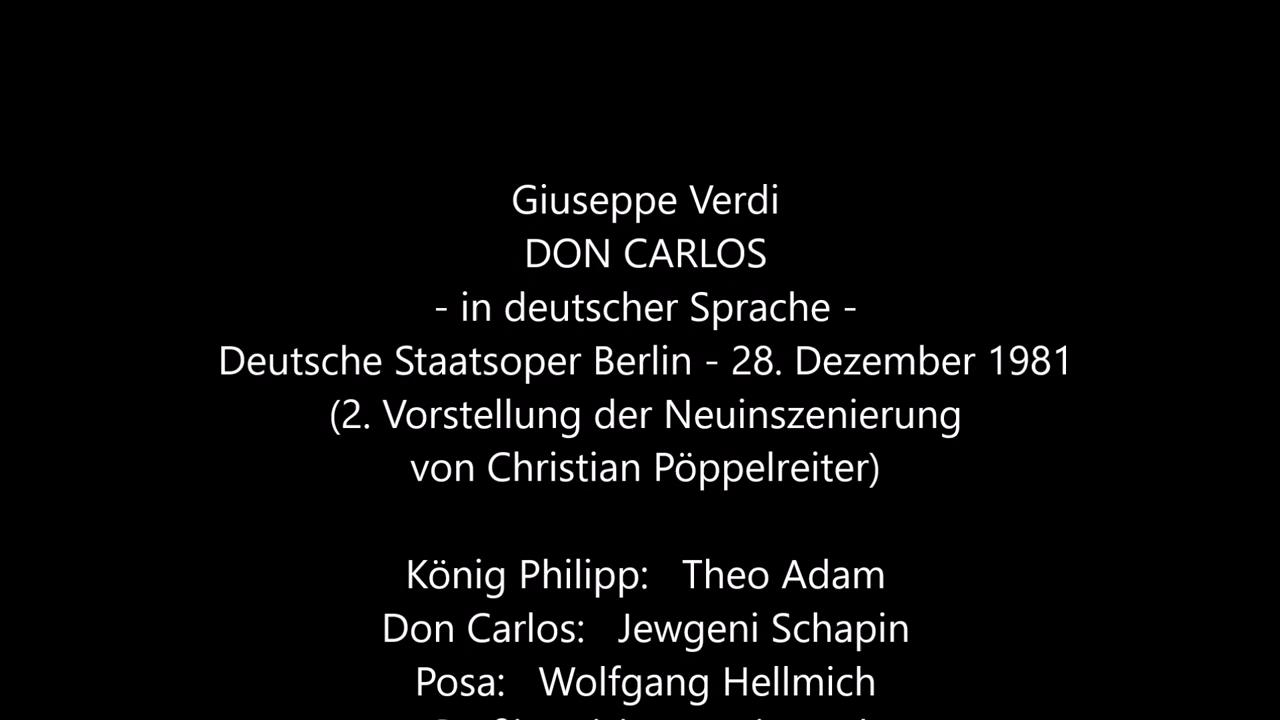 Giuseppe Verdi
DON CARLOS
- in deutscher Sprache -
Deutsche Staatsoper Berlin - 28. Dezember 1981
(2. Vorstellung der Neuinszenierung
von Christian Pöppelreiter)
König Philipp: Theo Adam
Don Carlos: Jewgeni Schapin
Posa: Wolfgang Hellmich